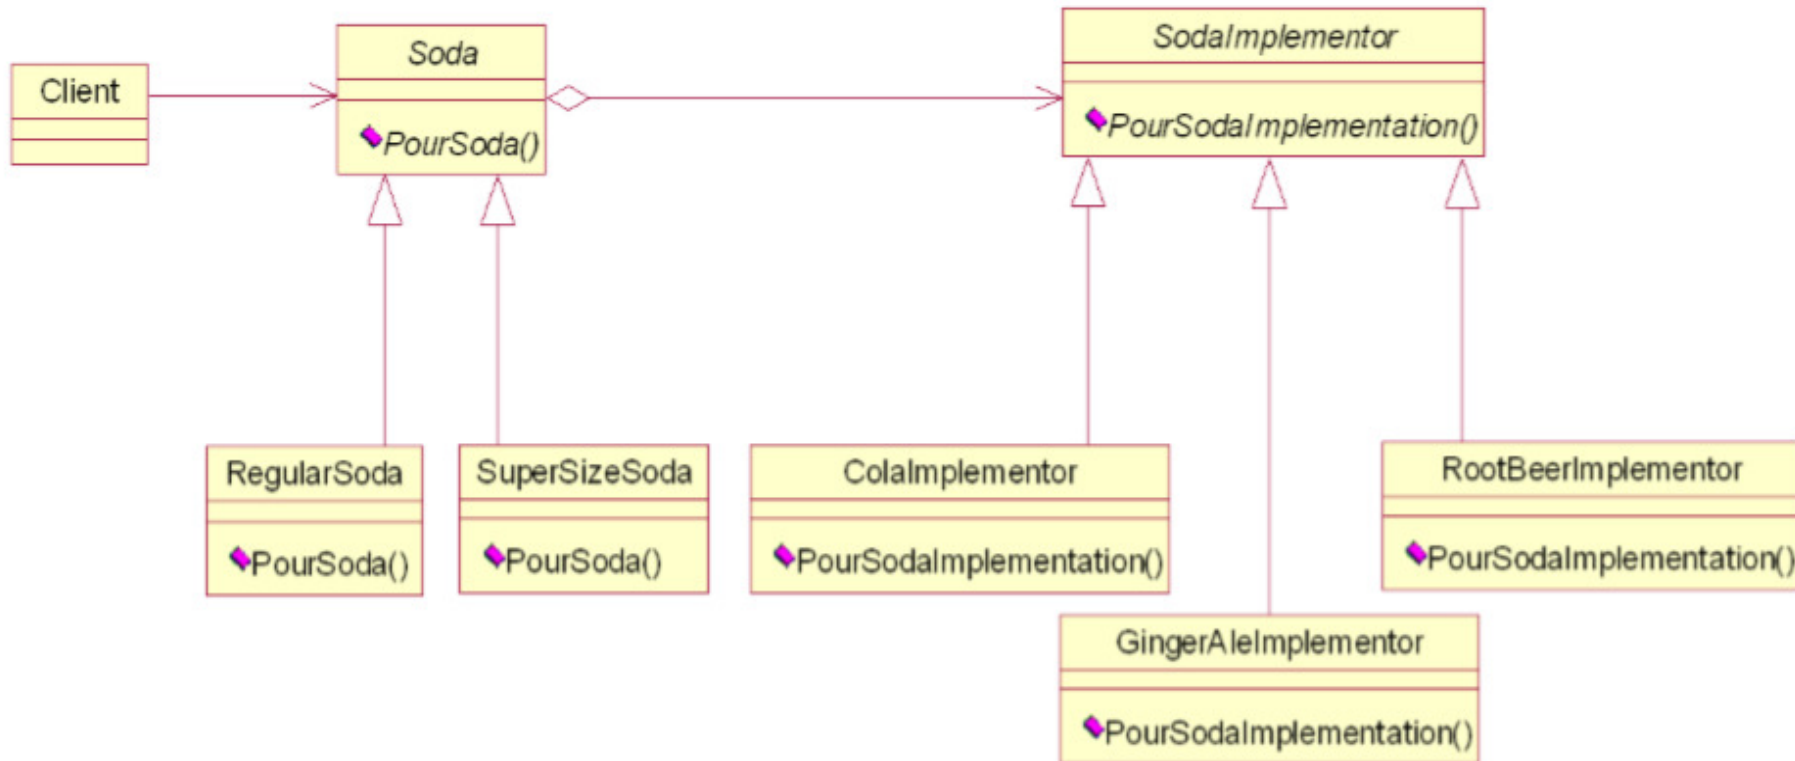 Client
Soda
PourSoda()
SodaImplementor
PourSodaImplementation()
RegularSoda
PourSoda()
SuperSizeSoda
PourSoda()
ColaImplementor
PourSodaImplementation()
RootBeerImplementor
PourSodaImplementation()
GingerAleImplementor
PourSodaImplementation()